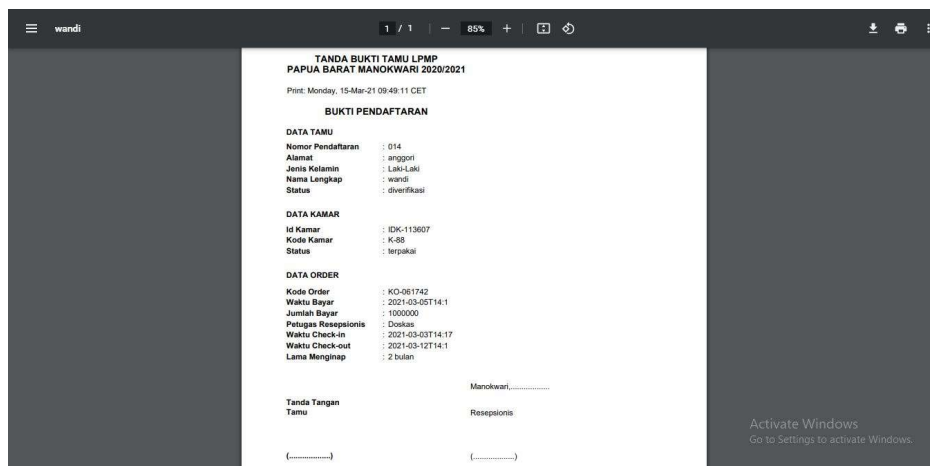 wandi
1 / 1
85%
TANDA BUKTI TAMU LPMP
PAPUA BARAT MANOKWARI 2020/2021
Print: Monday, 15-Mar-21 09:49:11 CET
BUKTI PENDAFTARAN
DATA TAMU
Nomor Pendaftaran : 014
Alamat : anggori
Jenis Kelamin : Laki-Laki
Nama Lengkap : wandi
Status : diverifikasi
DATA KAMAR
Id Kamar : IDK-113607
Kode Kamar : K-88
Status : terpakai
DATA ORDER
Kode Order : KO-061742
Waktu Bayar : 2021-03-05T14:1
Jumlah Bayar : 1000000
Petugas Resepsionis : Doskas
Waktu Check-in : 2021-03-03T14:17
Waktu Check-out : 2021-03-12T14:1
Lama Menginap : 2 bulan
Manokwari,..................
Tanda Tangan
Tamu Resepsionis
(...................) (...................)
Activate Windows
Go to Settings to activate Windows.